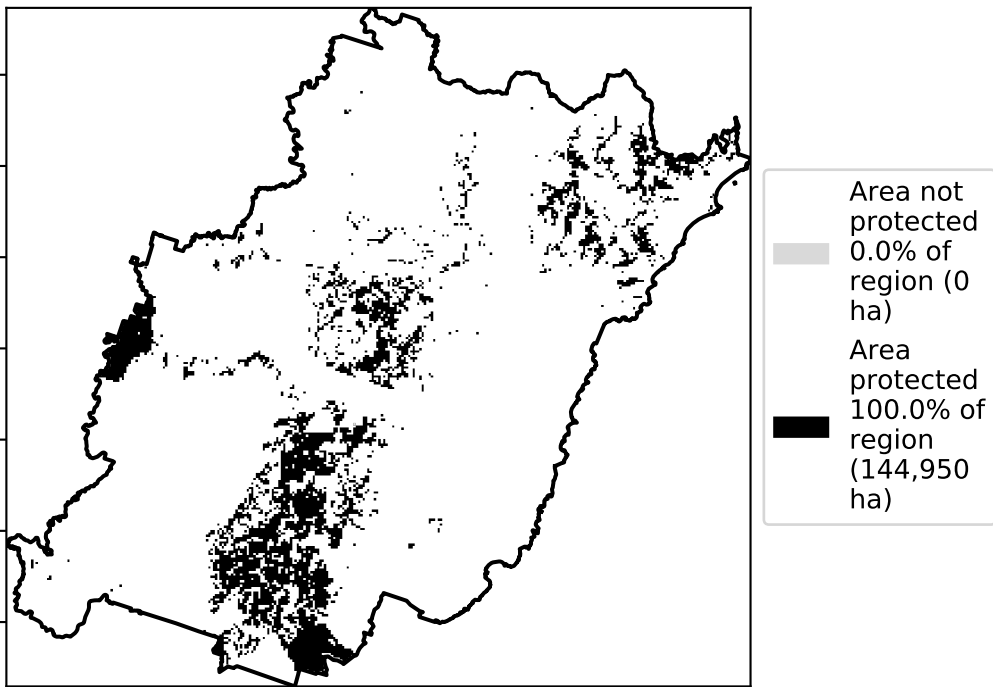 Area not
protected
0.0% of
region (0
ha)
Area
protected
100.0% of
region
(144,950
ha)